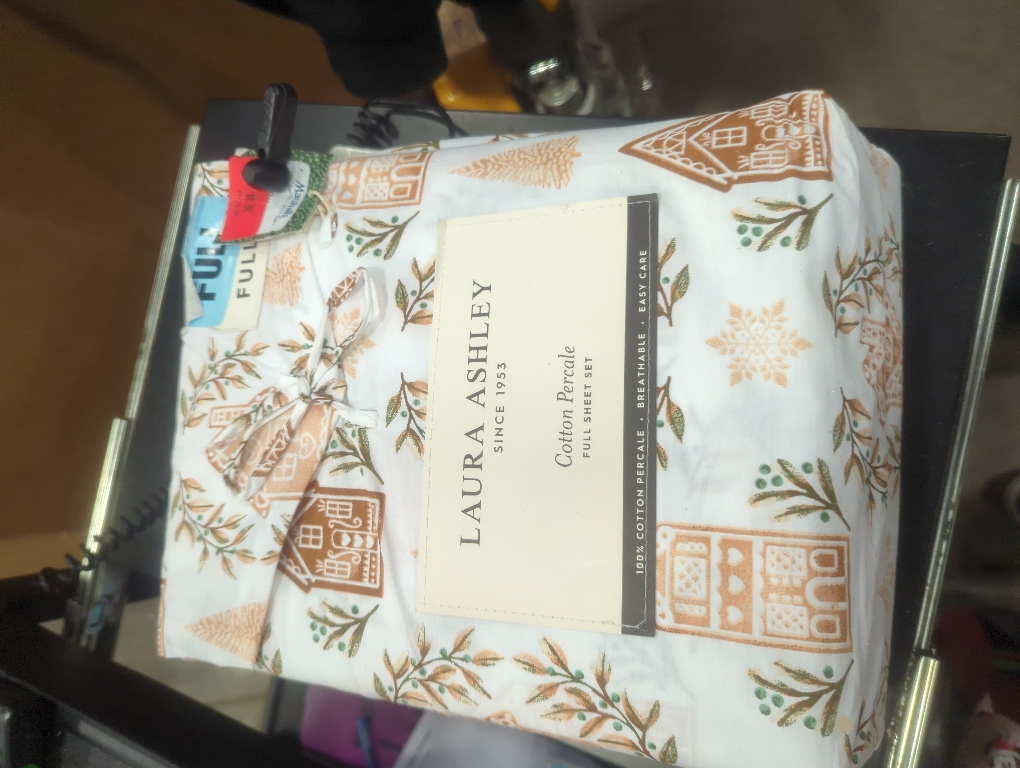 LAURA ASHLEY
SINCE 1953
Cotton Percale
FULL SHEET SET
100% COTTON PERCALE • BREATHABLE • EASY CARE
FULL
FULL